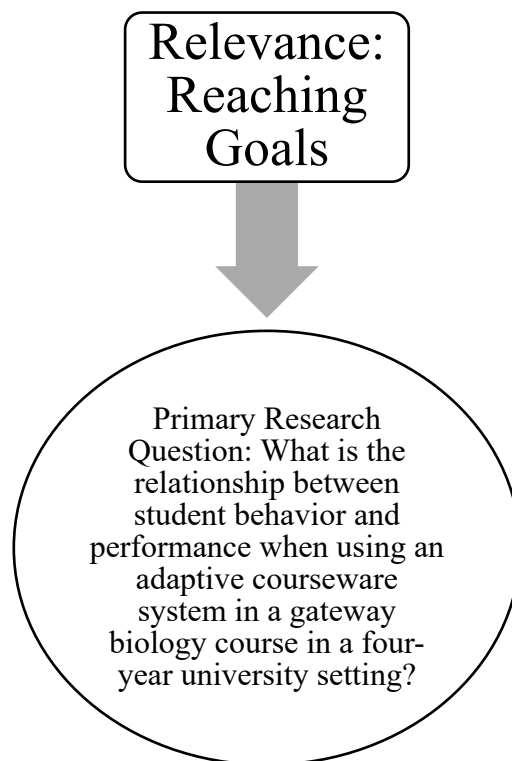 Relevance:
Reaching
Goals
Primary Research
Question: What is the
relationship between
student behavior and
performance when using an
adaptive courseware
system in a gateway
biology course in a four-
year university setting?